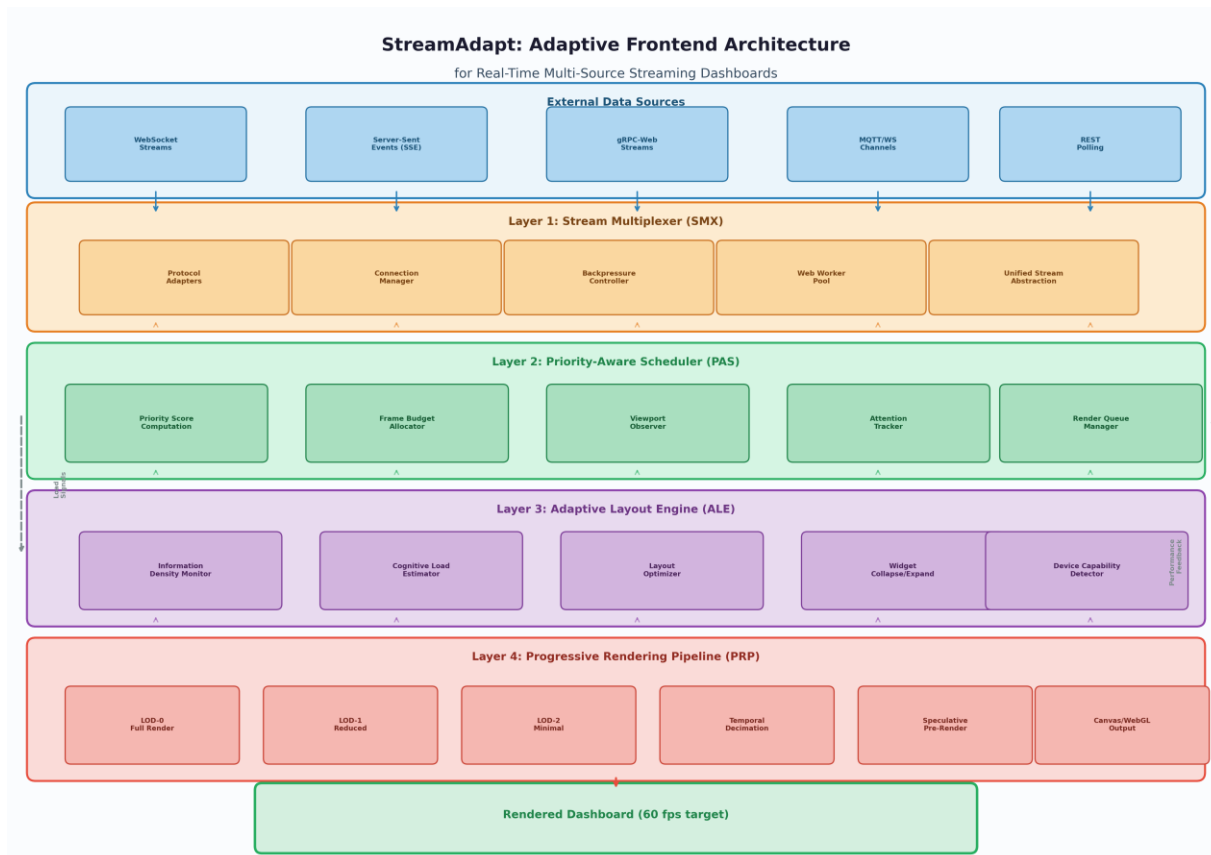 StreamAdapt: Adaptive Frontend Architecture
for Real-Time Multi-Source Streaming Dashboards
External Data Sources
WebSocket
Streams
Server-Sent
Events (SSE)
gRPC-Web
Streams
MQTT/WS
Channels
REST
Polling
Layer 1: Stream Multiplexer (SMX)
Protocol
Adapters
Connection
Manager
Backpressure
Controller
Web Worker
Pool
Unified Stream
Abstraction
Layer 2: Priority-Aware Scheduler (PAS)
Priority Score
Computation
Frame Budget
Allocator
Viewport
Observer
Attention
Tracker
Render Queue
Manager
Load
Signals
Layer 3: Adaptive Layout Engine (ALE)
Information
Density Monitor
Cognitive Load
Estimator
Layout
Optimizer
Widget
Collapse/Expand
Device Capability
Detector
Performance
Feedback
Layer 4: Progressive Rendering Pipeline (PRP)
LOD-0
Full Render
LOD-1
Reduced
LOD-2
Minimal
Temporal
Decimation
Speculative
Pre-Render
Canvas/WebGL
Output
Rendered Dashboard (60 fps target)